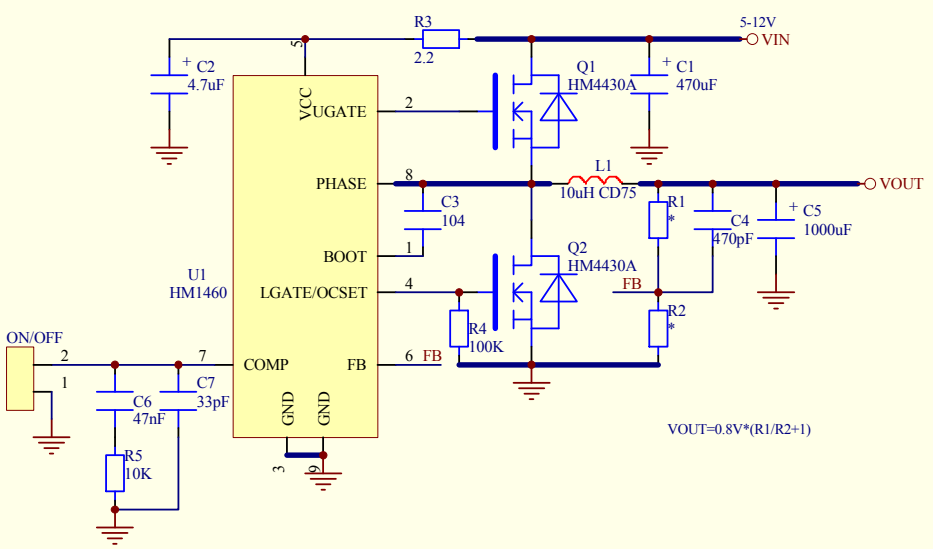 R3
5-12V
VIN
2.2
5
+ C2
4.7uF
VCC
Q1
HM4430A
+ C1
470uF
UGATE
2
PHASE
8
L1
10uH CD75
VOUT
C3
104
R1
*
C4
470pF
+ C5
1000uF
BOOT
1
Q2
HM4430A
U1
HM1460
LGATE/OCSET
4
FB
R2
*
R4
100K
ON/OFF
2
1
7
COMP
FB
6
FB
C6
47nF
C7
33pF
GND
GND
VOUT=0.8V*(R1/R2+1)
R5
10K
3
9